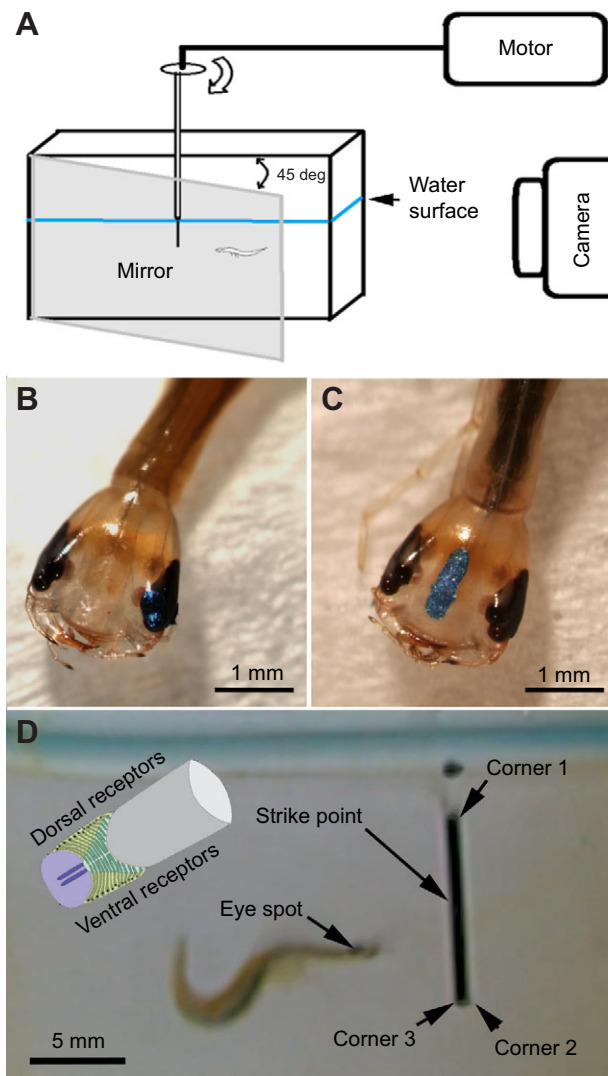 A
Motor
45 deg
Water
surface
Mirror
Camera
B
C
1 mm
1 mm
D
Dorsal receptors
Corner 1
Strike point
Ventral receptors
Eye spot
Corner 3
Corner 2
5 mm